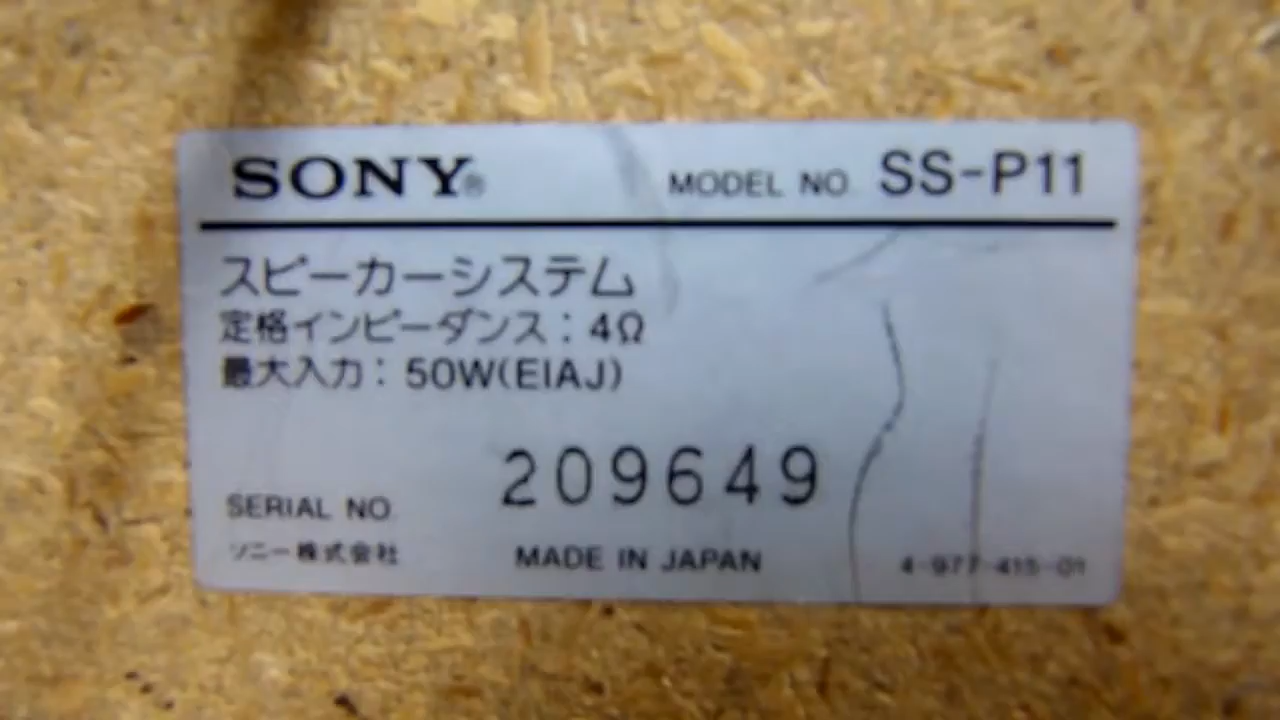 SONY® MODEL NO. SS-P11
スピーカーシステム
定格インピーダンス：4Ω
最大入力：50W(EIAJ)
SERIAL NO. 209649
ソニー株式会社 MADE IN JAPAN 4-977-415-01